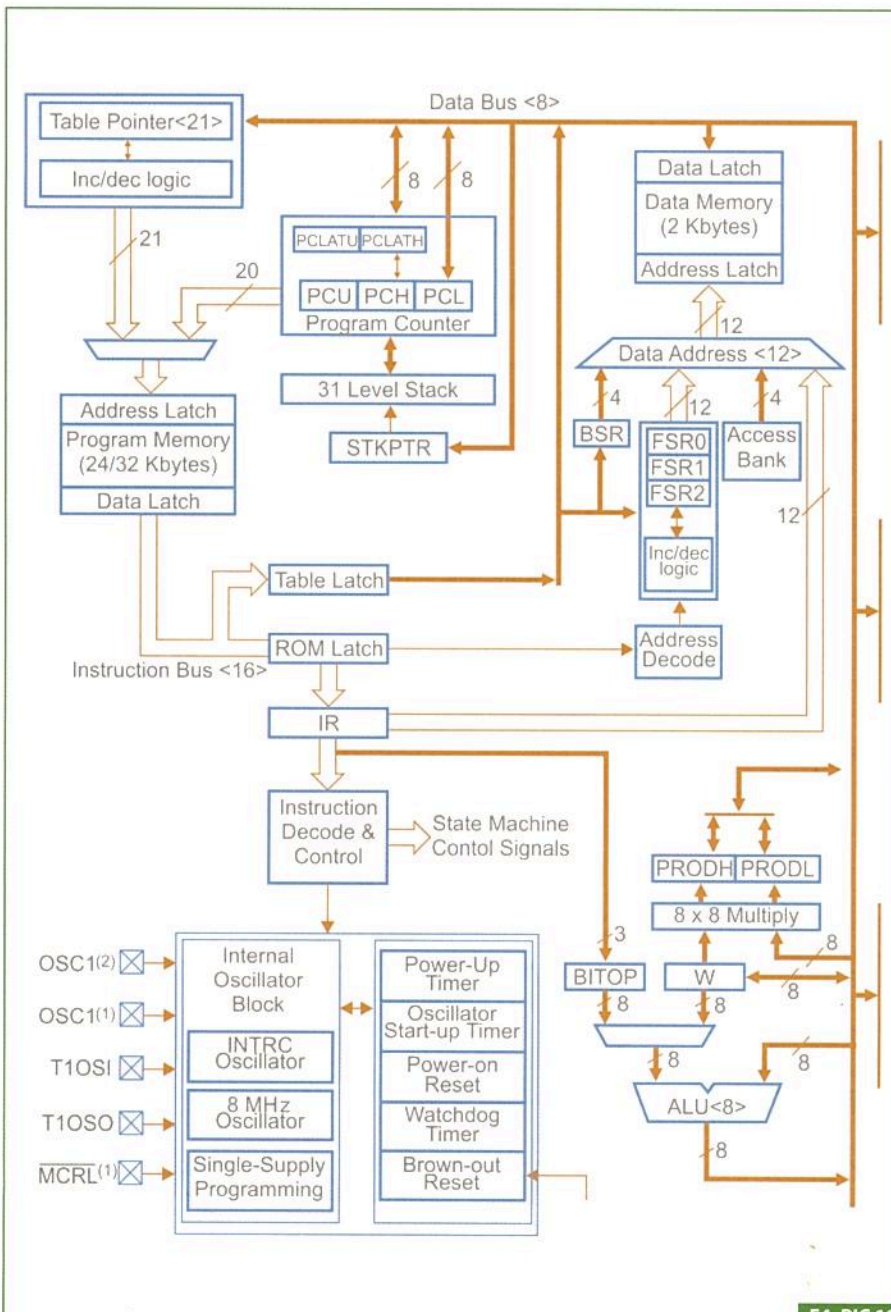 Data Bus <8>
Table Pointer<21>
Inc/dec logic
21
20
8
8
PCLATU PCLATH
PCU PCH PCL
Program Counter
31 Level Stack
STKPTR
Data Latch
Data Memory
(2 Kbytes)
Address Latch
12
Data Address <12>
4
12
4
BSR
FSR0
FSR1
FSR2
Inc/dec
logic
Access
Bank
12
Address Latch
Program Memory
(24/32 Kbytes)
Data Latch
Table Latch
ROM Latch
Instruction Bus <16>
Address
Decode
IR
Instruction
Decode &
Control
State Machine
Contol Signals
PRODH PRODL
8 x 8 Multiply
3
8
BITOP
W
8
8
8
8
8
ALU<8>
8
OSC1(2)
OSC1(1)
T1OSI
T1OSO
MCRL(1)
Internal
Oscillator
Block
INTRC
Oscillator
8 MHz
Oscillator
Single-Supply
Programming
Power-Up
Timer
Oscillator
Start-up Timer
Power-on
Reset
Watchdog
Timer
Brown-out
Reset